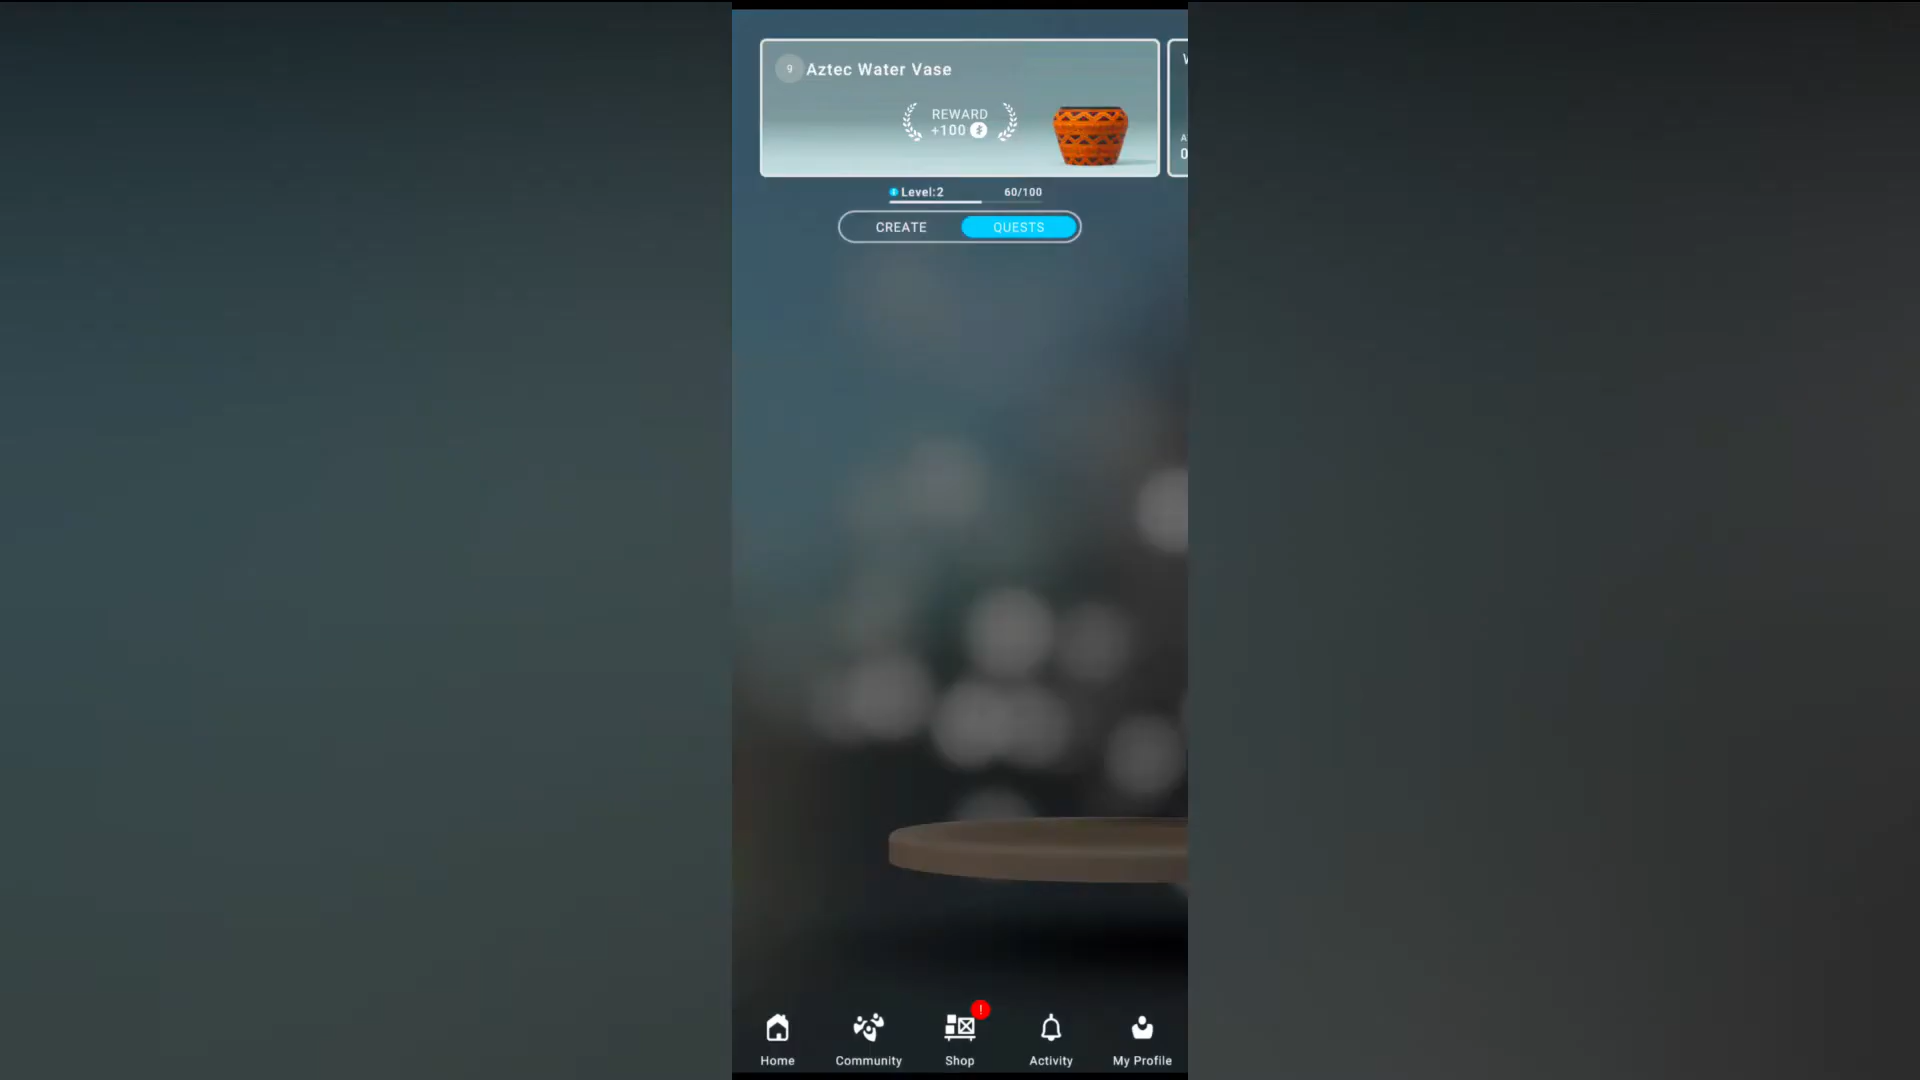 9 Aztec Water Vase
REWARD
+100
Level:2 60/100
CREATE QUESTS
!
Home Community Shop Activity My Profile